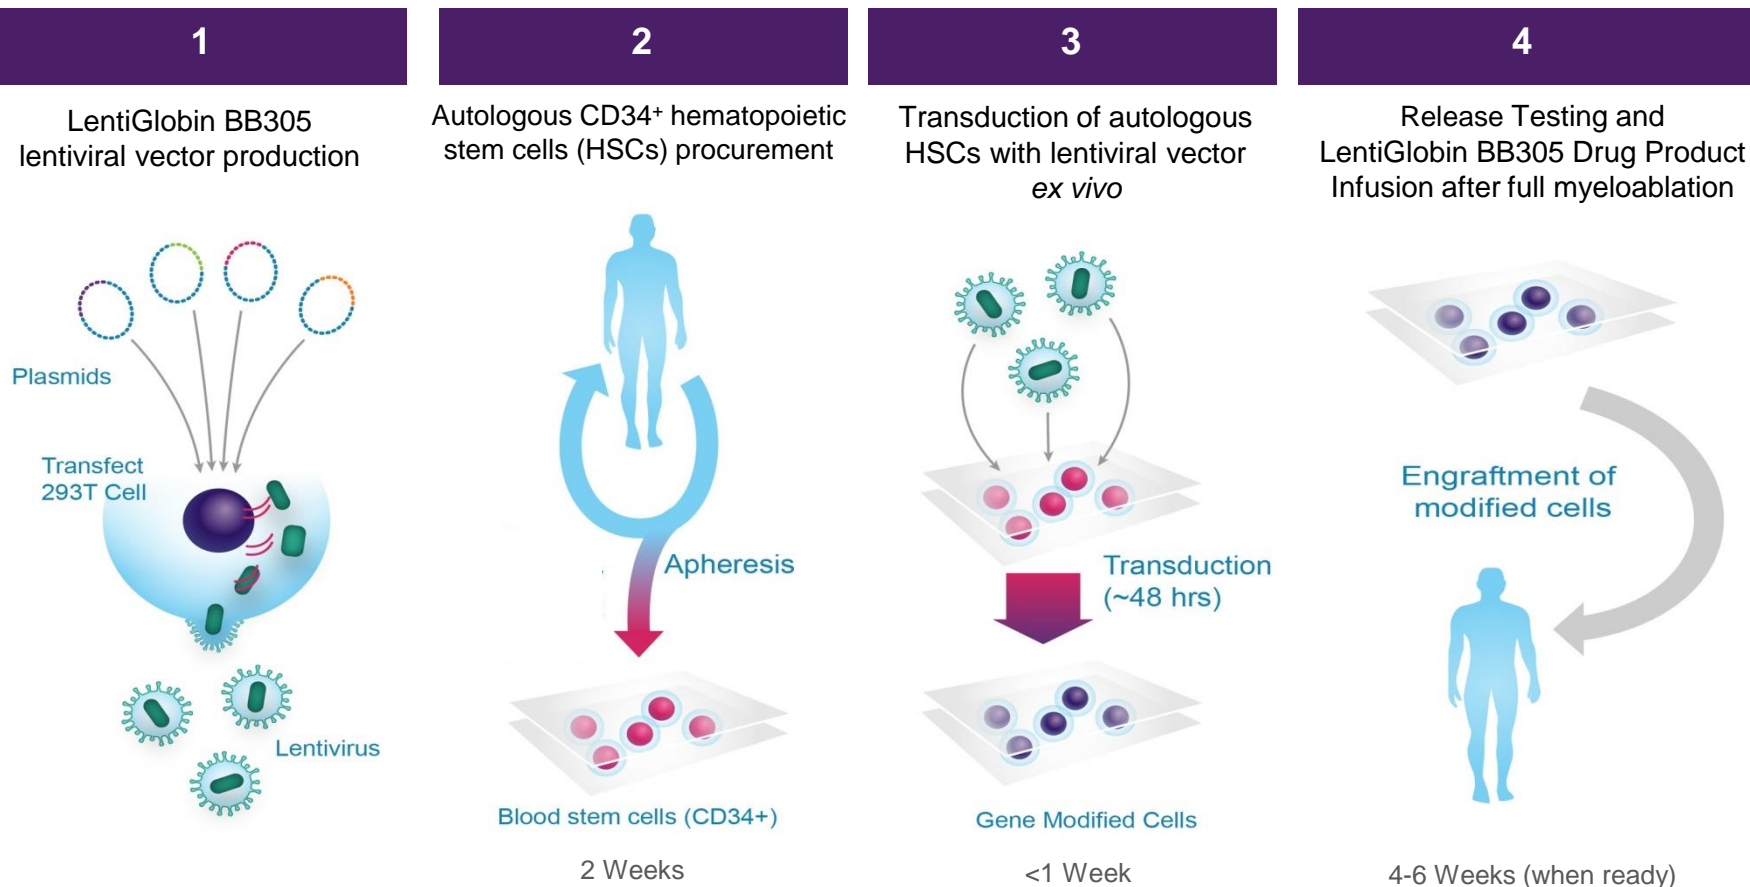 1
LentiGlobin BB305
lentiviral vector production
Plasmids
Transfect
293T Cell
Lentivirus
2
Autologous CD34⁺ hematopoietic
stem cells (HSCs) procurement
Apheresis
Blood stem cells (CD34+)
2 Weeks
3
Transduction of autologous
HSCs with lentiviral vector
ex vivo
Transduction
(~48 hrs)
Gene Modified Cells
<1 Week
4
Release Testing and
LentiGlobin BB305 Drug Product
Infusion after full myeloablation
Engraftment of
modified cells
4-6 Weeks (when ready)